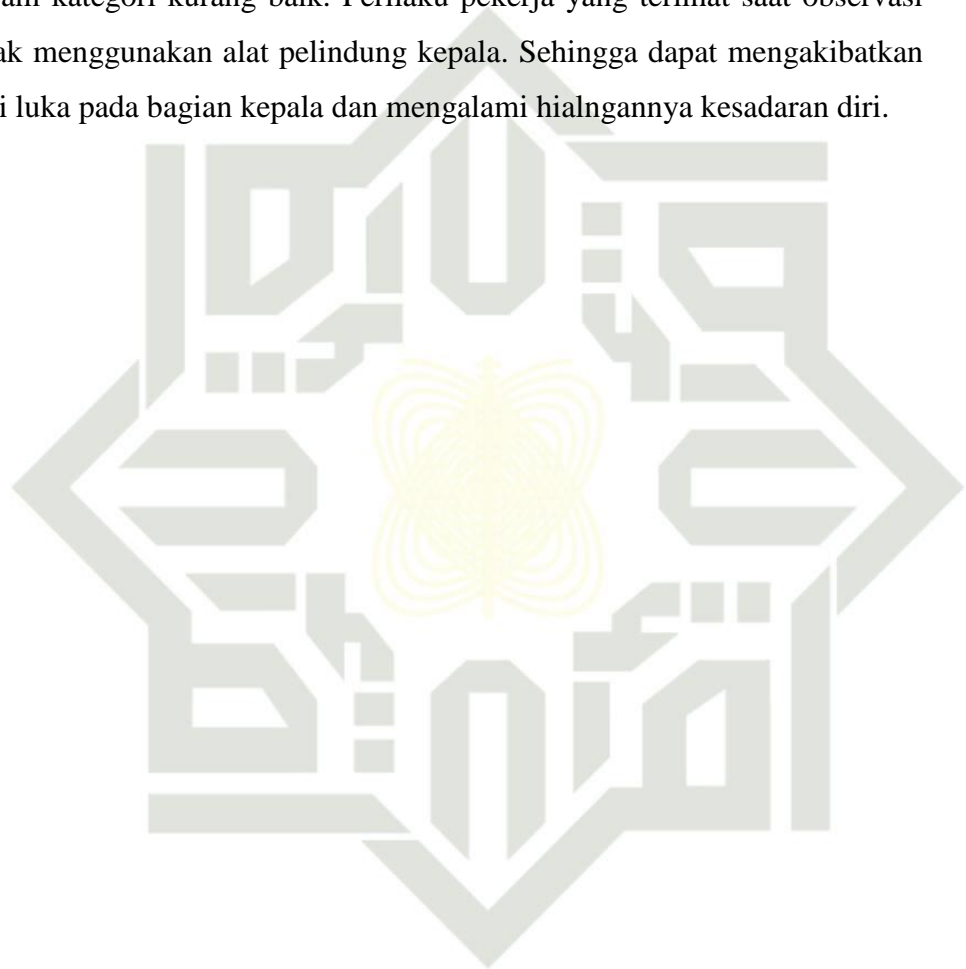 am kategori kurang baik. Perilaku pekerja yang terlihat saat observasi
ak menggunakan alat pelindung kepala. Sehingga dapat mengakibatkan
i luka pada bagian kepala dan mengalami hialngannya kesadaran diri.